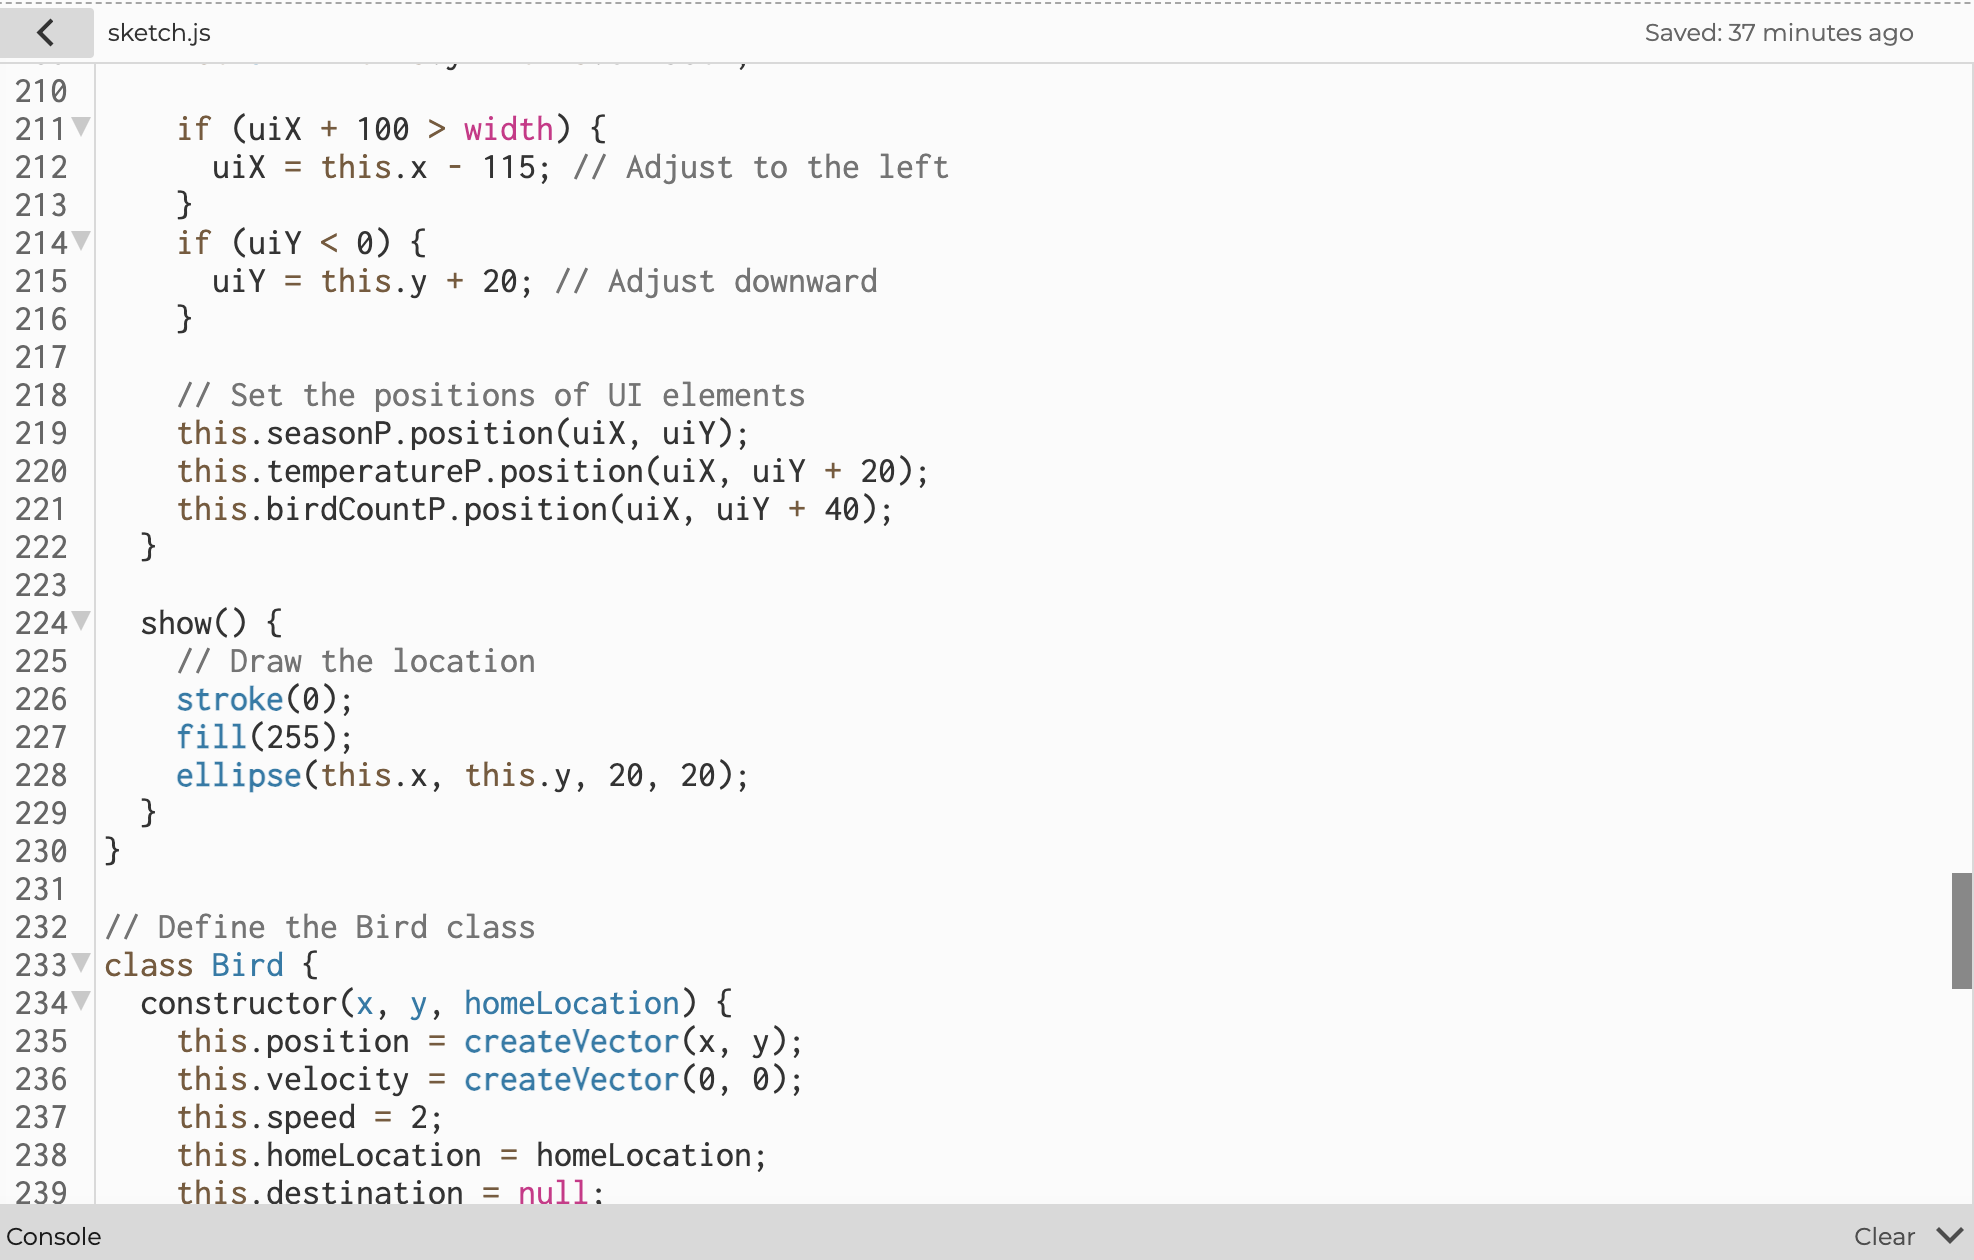 sketch.js
Saved: 37 minutes ago
210
211 if (uiX + 100 > width) {
212 uiX = this.x - 115; // Adjust to the left
213 }
214 if (uiY < 0) {
215 uiY = this.y + 20; // Adjust downward
216 }
217
218 // Set the positions of UI elements
219 this.seasonP.position(uiX, uiY);
220 this.temperatureP.position(uiX, uiY + 20);
221 this.birdCountP.position(uiX, uiY + 40);
222 }
223
224 show() {
225 // Draw the location
226 stroke(0);
227 fill(255);
228 ellipse(this.x, this.y, 20, 20);
229 }
230 }
231
232 // Define the Bird class
233 class Bird {
234 constructor(x, y, homeLocation) {
235 this.position = createVector(x, y);
236 this.velocity = createVector(0, 0);
237 this.speed = 2;
238 this.homeLocation = homeLocation;
239 this.destination = null;
Console
Clear